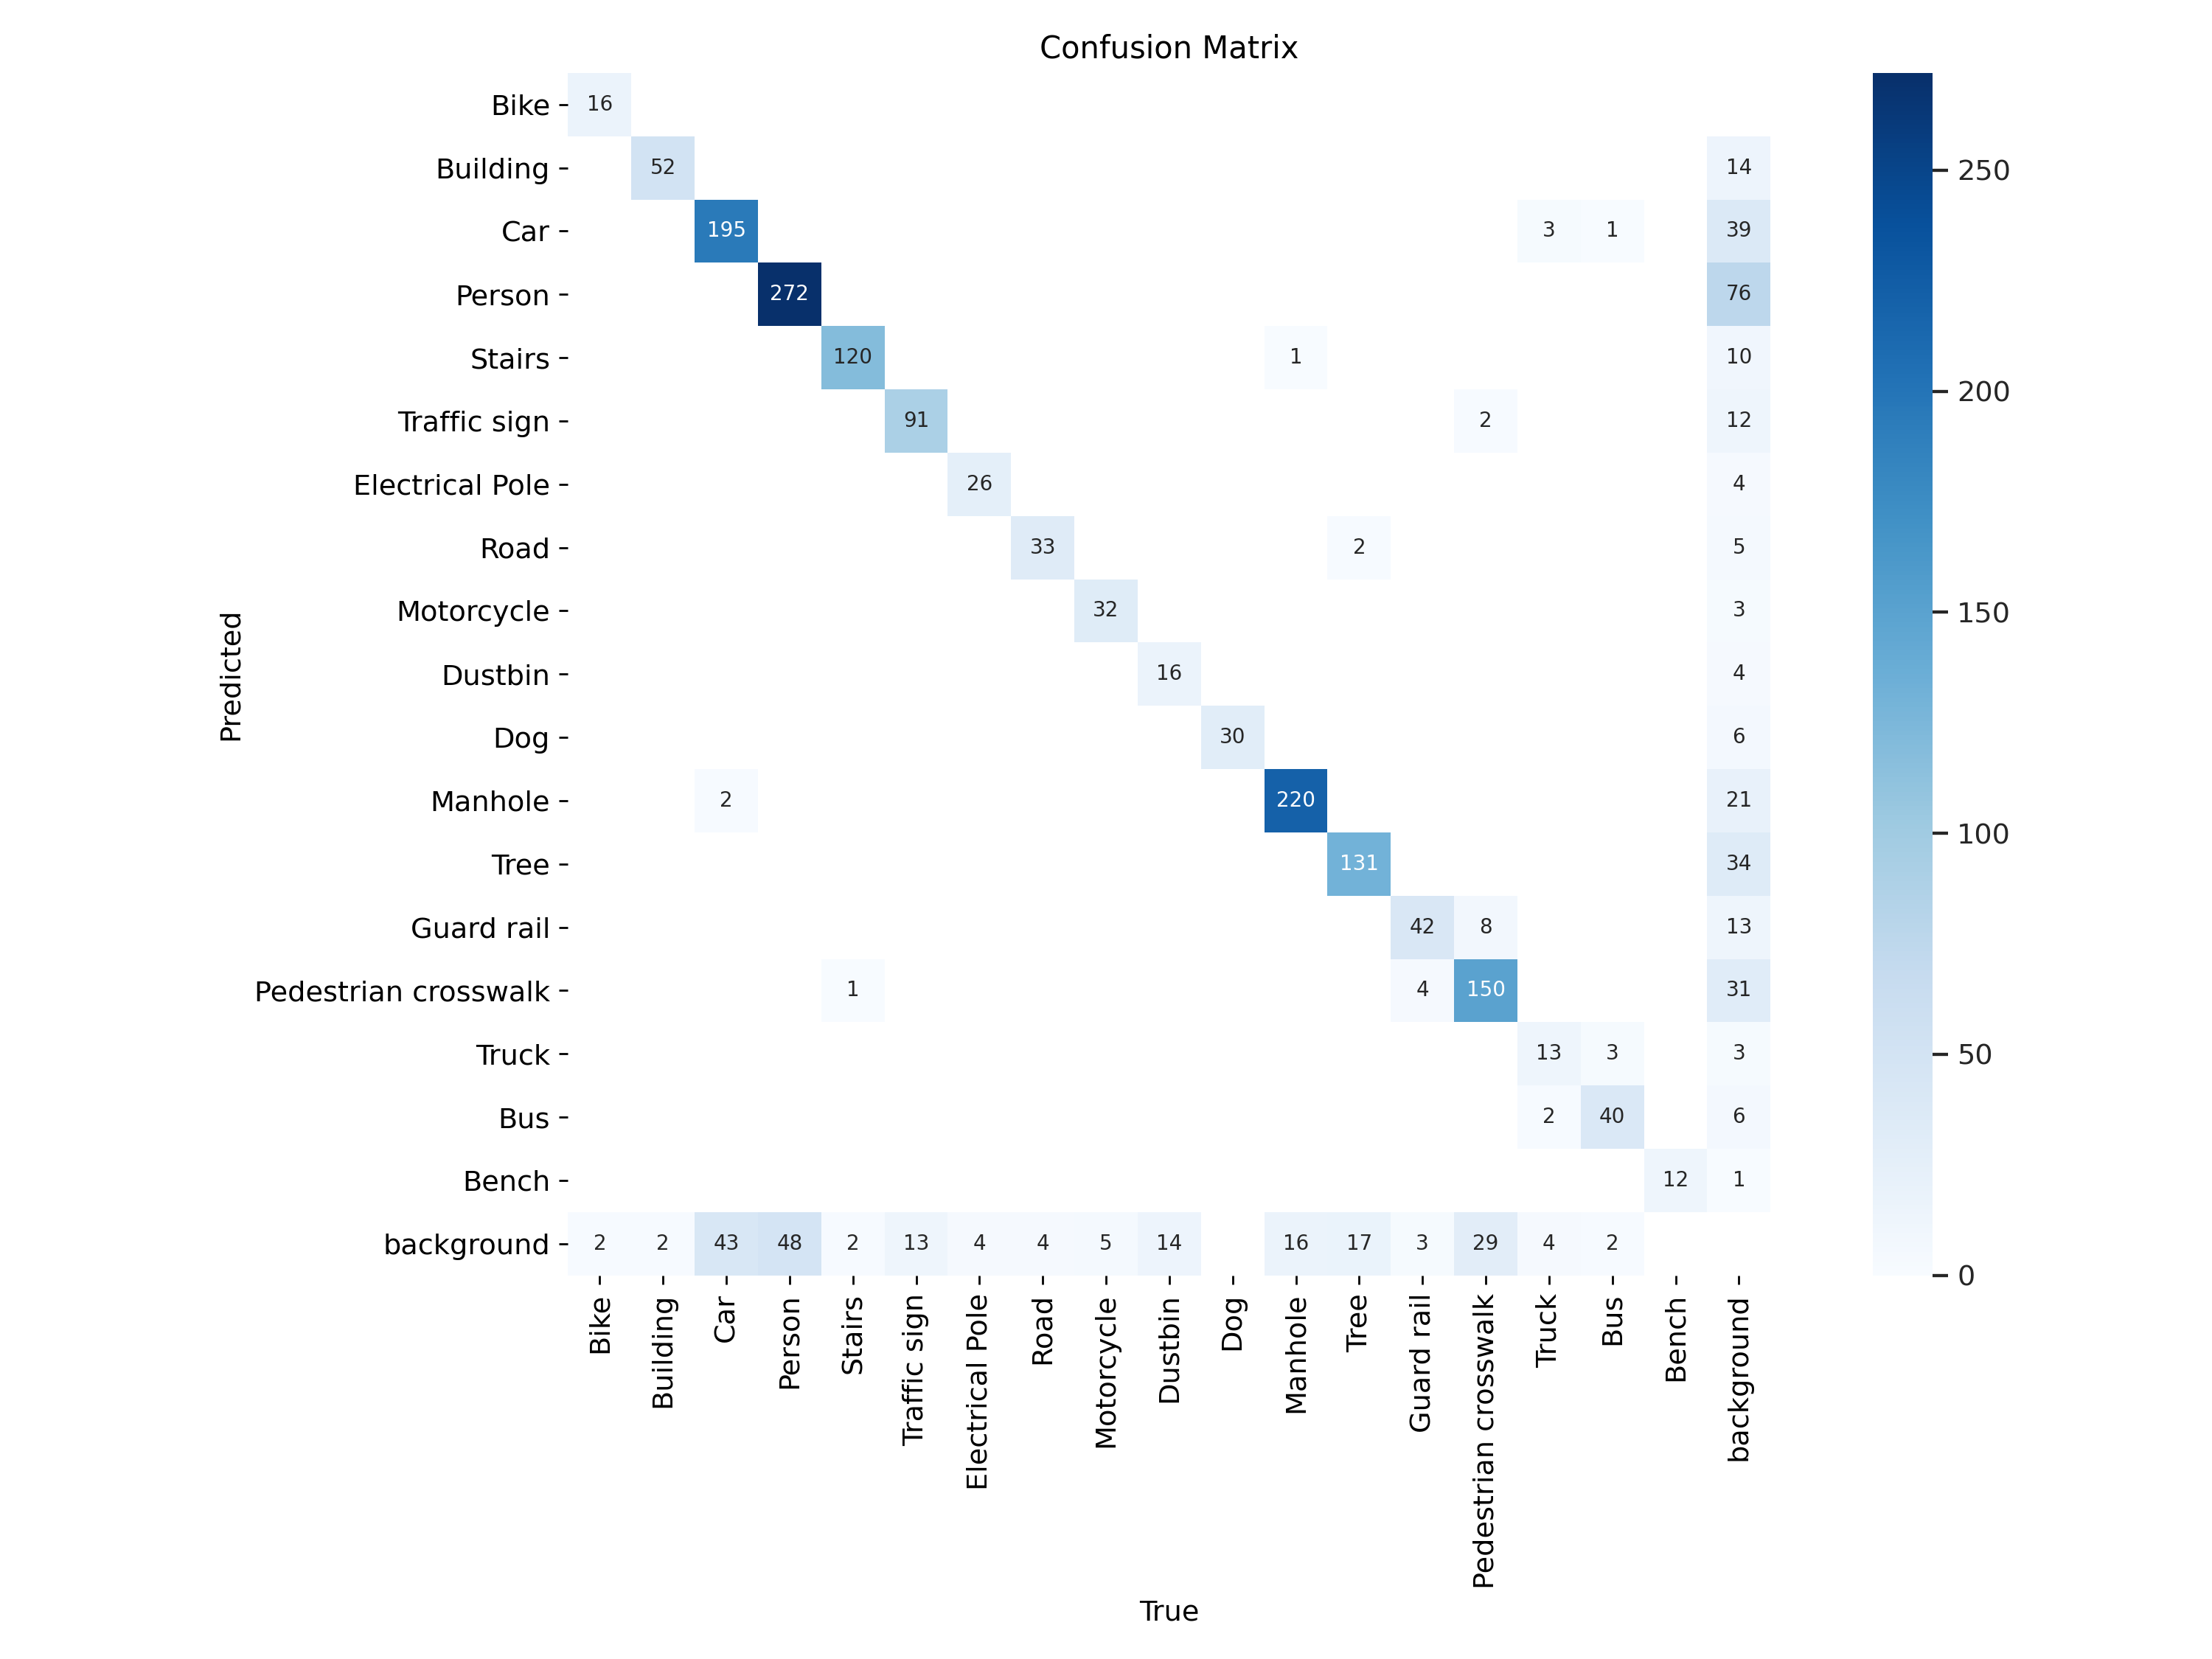 Confusion Matrix
Bike 16
Building 52 14
Car 195 3 1 39
Person 272 76
Stairs 120 1 10
Traffic sign 91 2 12
Electrical Pole 26 4
Road 33 2 5
Motorcycle 32 3
Dustbin 16 4
Dog 30 6
Manhole 2 220 21
Tree 131 34
Guard rail 42 8 13
Pedestrian crosswalk 1 4 150 31
Truck 13 3 3
Bus 2 40 6
Bench 12 1
background 2 2 43 48 2 13 4 4 5 14 16 17 3 29 4 2
Predicted
Bike Building Car Person Stairs Traffic sign Electrical Pole Road Motorcycle Dustbin Dog Manhole Tree Guard rail Pedestrian crosswalk Truck Bus Bench background
True
250
200
150
100
50
0